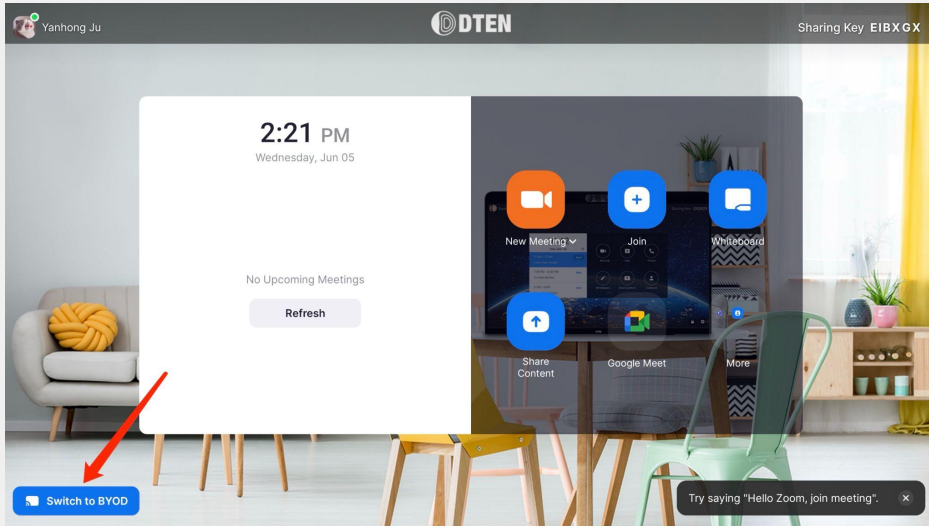 Yanhong Ju
DTEN
Sharing Key EIBXGX
2:21 PM
Wednesday, Jun 05
No Upcoming Meetings
Refresh
New Meeting
Join
Whiteboard
Share
Content
Google Meet
More
Switch to BYOD
Try saying "Hello Zoom, join meeting".